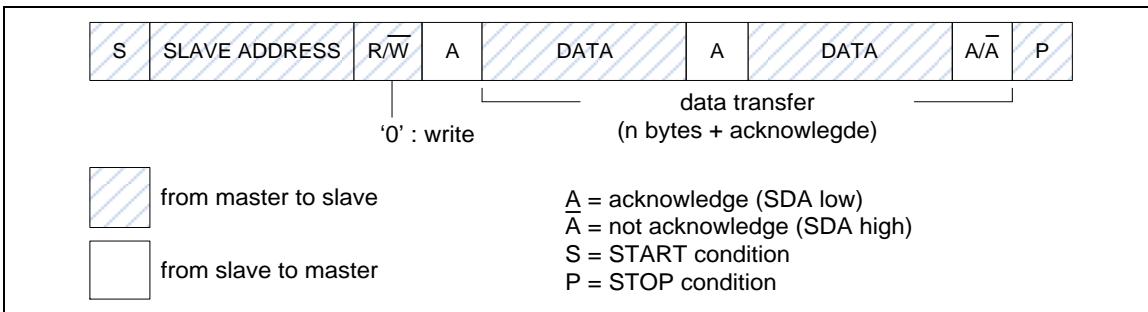 S SLAVE ADDRESS R/W̅ A DATA A DATA A/A̅ P
data transfer
‘0’ : write (n bytes + acknowlegde)
from master to slave
A = acknowledge (SDA low)
A̅ = not acknowledge (SDA high)
S = START condition
from slave to master
P = STOP condition